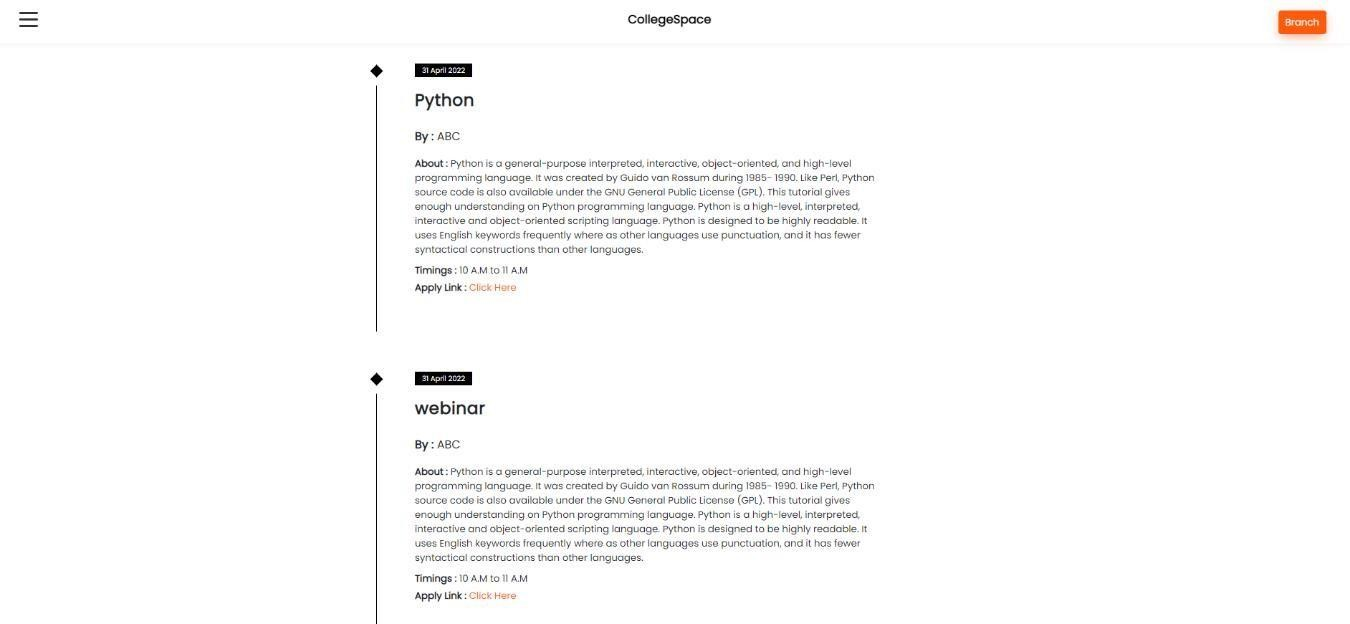 CollegeSpace
Branch
31 April 2022
Python
By : ABC
About : Python is a general-purpose interpreted, interactive, object-oriented, and high-level
programming language. It was created by Guido van Rossum during 1985- 1990. Like Perl, Python
source code is also available under the GNU General Public License (GPL). This tutorial gives
enough understanding on Python programming language. Python is a high-level, interpreted,
interactive and object-oriented scripting language. Python is designed to be highly readable. It
uses English keywords frequently where as other languages use punctuation, and it has fewer
syntactical constructions than other languages.
Timings : 10 A.M to 11 A.M
Apply Link : Click Here
31 April 2022
webinar
By : ABC
About : Python is a general-purpose interpreted, interactive, object-oriented, and high-level
programming language. It was created by Guido van Rossum during 1985- 1990. Like Perl, Python
source code is also available under the GNU General Public License (GPL). This tutorial gives
enough understanding on Python programming language. Python is a high-level, interpreted,
interactive and object-oriented scripting language. Python is designed to be highly readable. It
uses English keywords frequently where as other languages use punctuation, and it has fewer
syntactical constructions than other languages.
Timings : 10 A.M to 11 A.M
Apply Link : Click Here